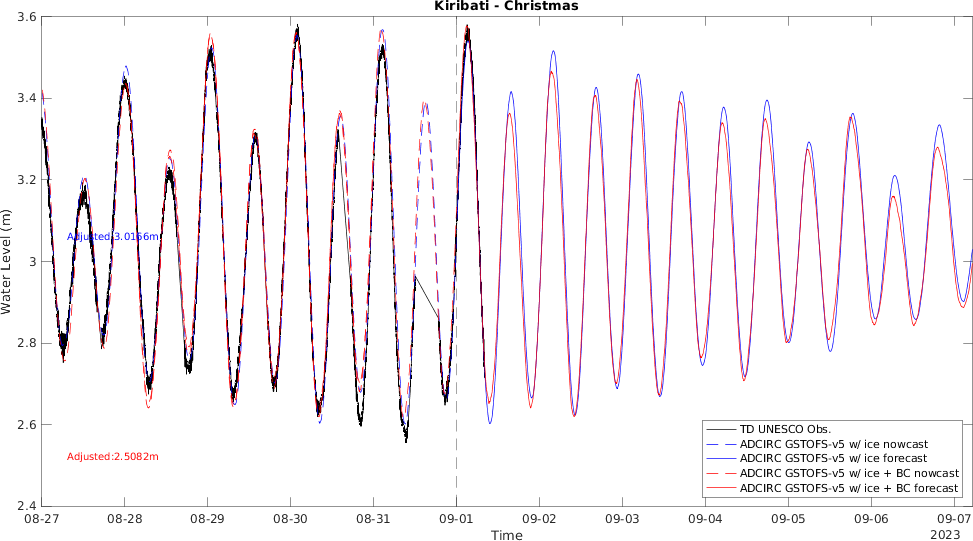 Kiribati - Christmas
3.6
3.4
3.2
3
2.8
2.6
2.4
Water Level (m)
Adjusted:3.0166m
Adjusted:2.5082m
TD UNESCO Obs.
ADCIRC GSTOFS-v5 w/ ice nowcast
ADCIRC GSTOFS-v5 w/ ice forecast
ADCIRC GSTOFS-v5 w/ ice + BC nowcast
ADCIRC GSTOFS-v5 w/ ice + BC forecast
08-27 08-28 08-29 08-30 08-31 09-01 09-02 09-03 09-04 09-05 09-06 09-07
Time 2023